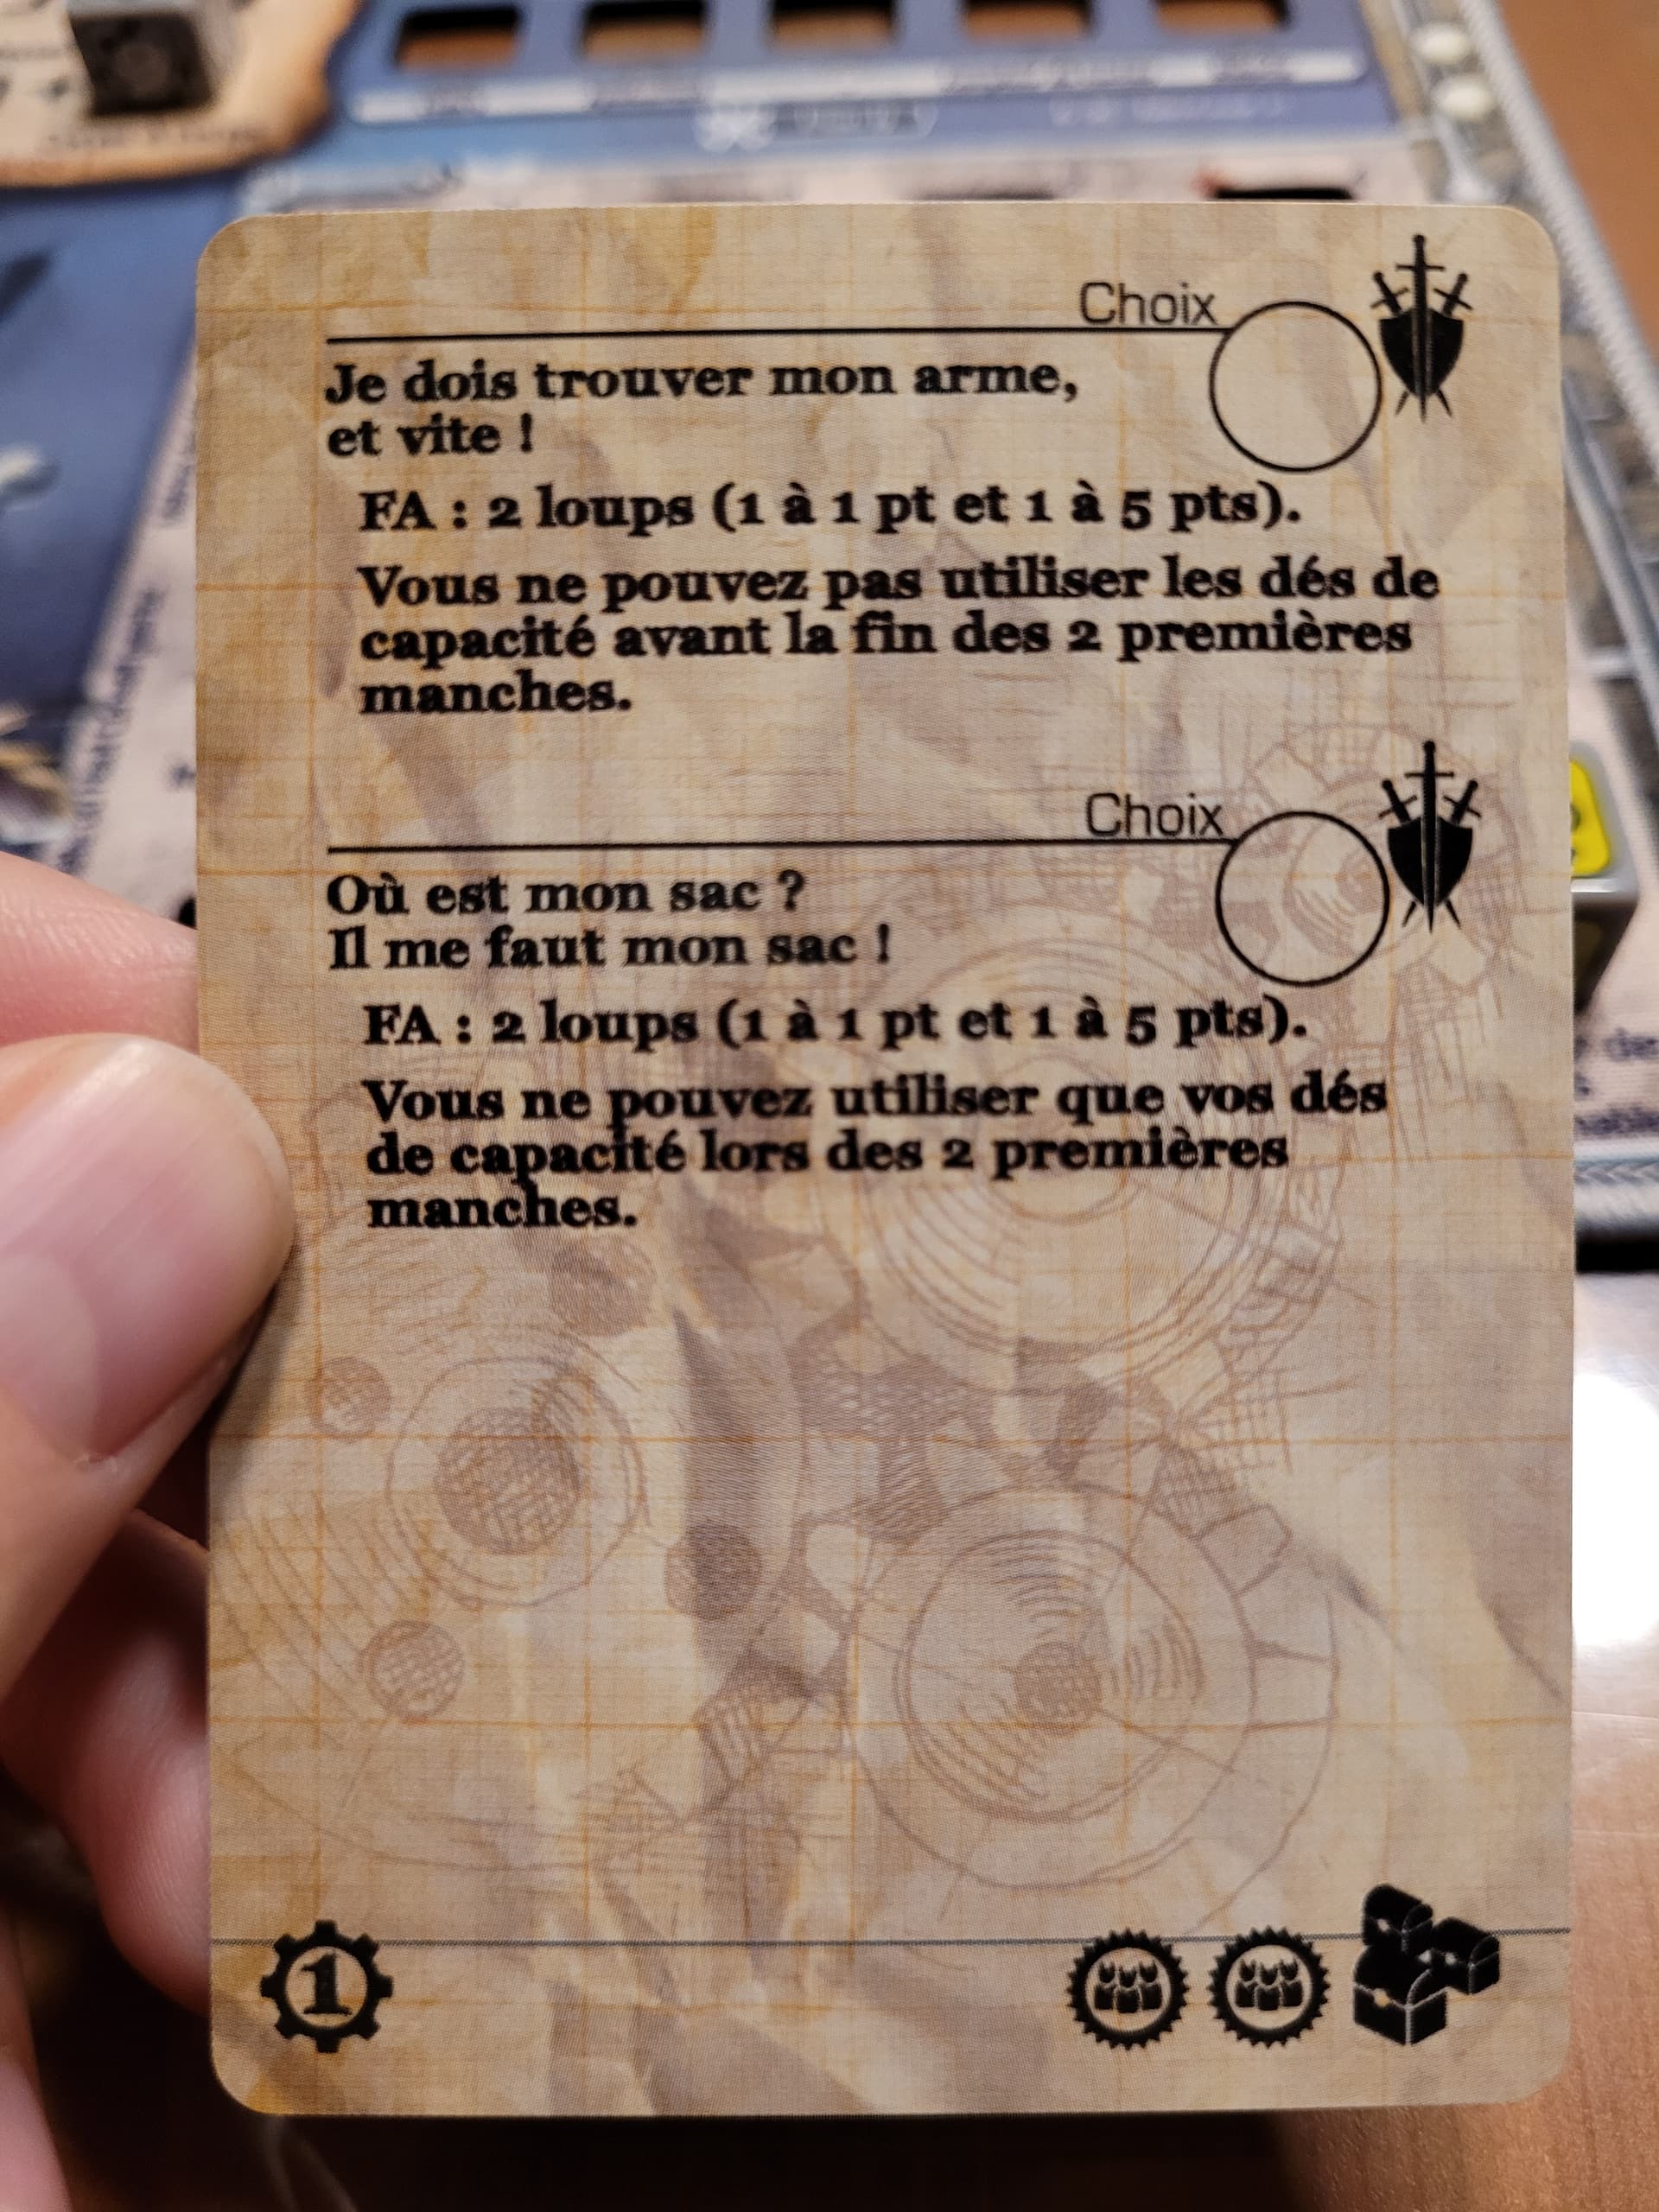 Choix
Je dois trouver mon arme,
et vite !
FA : 2 loups (1 à 1 pt et 1 à 5 pts).
Vous ne pouvez pas utiliser les dés de
capacité avant la fin des 2 premières
manches.
Choix
Où est mon sac ?
Il me faut mon sac !
FA : 2 loups (1 à 1 pt et 1 à 5 pts).
Vous ne pouvez utiliser que vos dés
de capacité lors des 2 premières
manches.
1